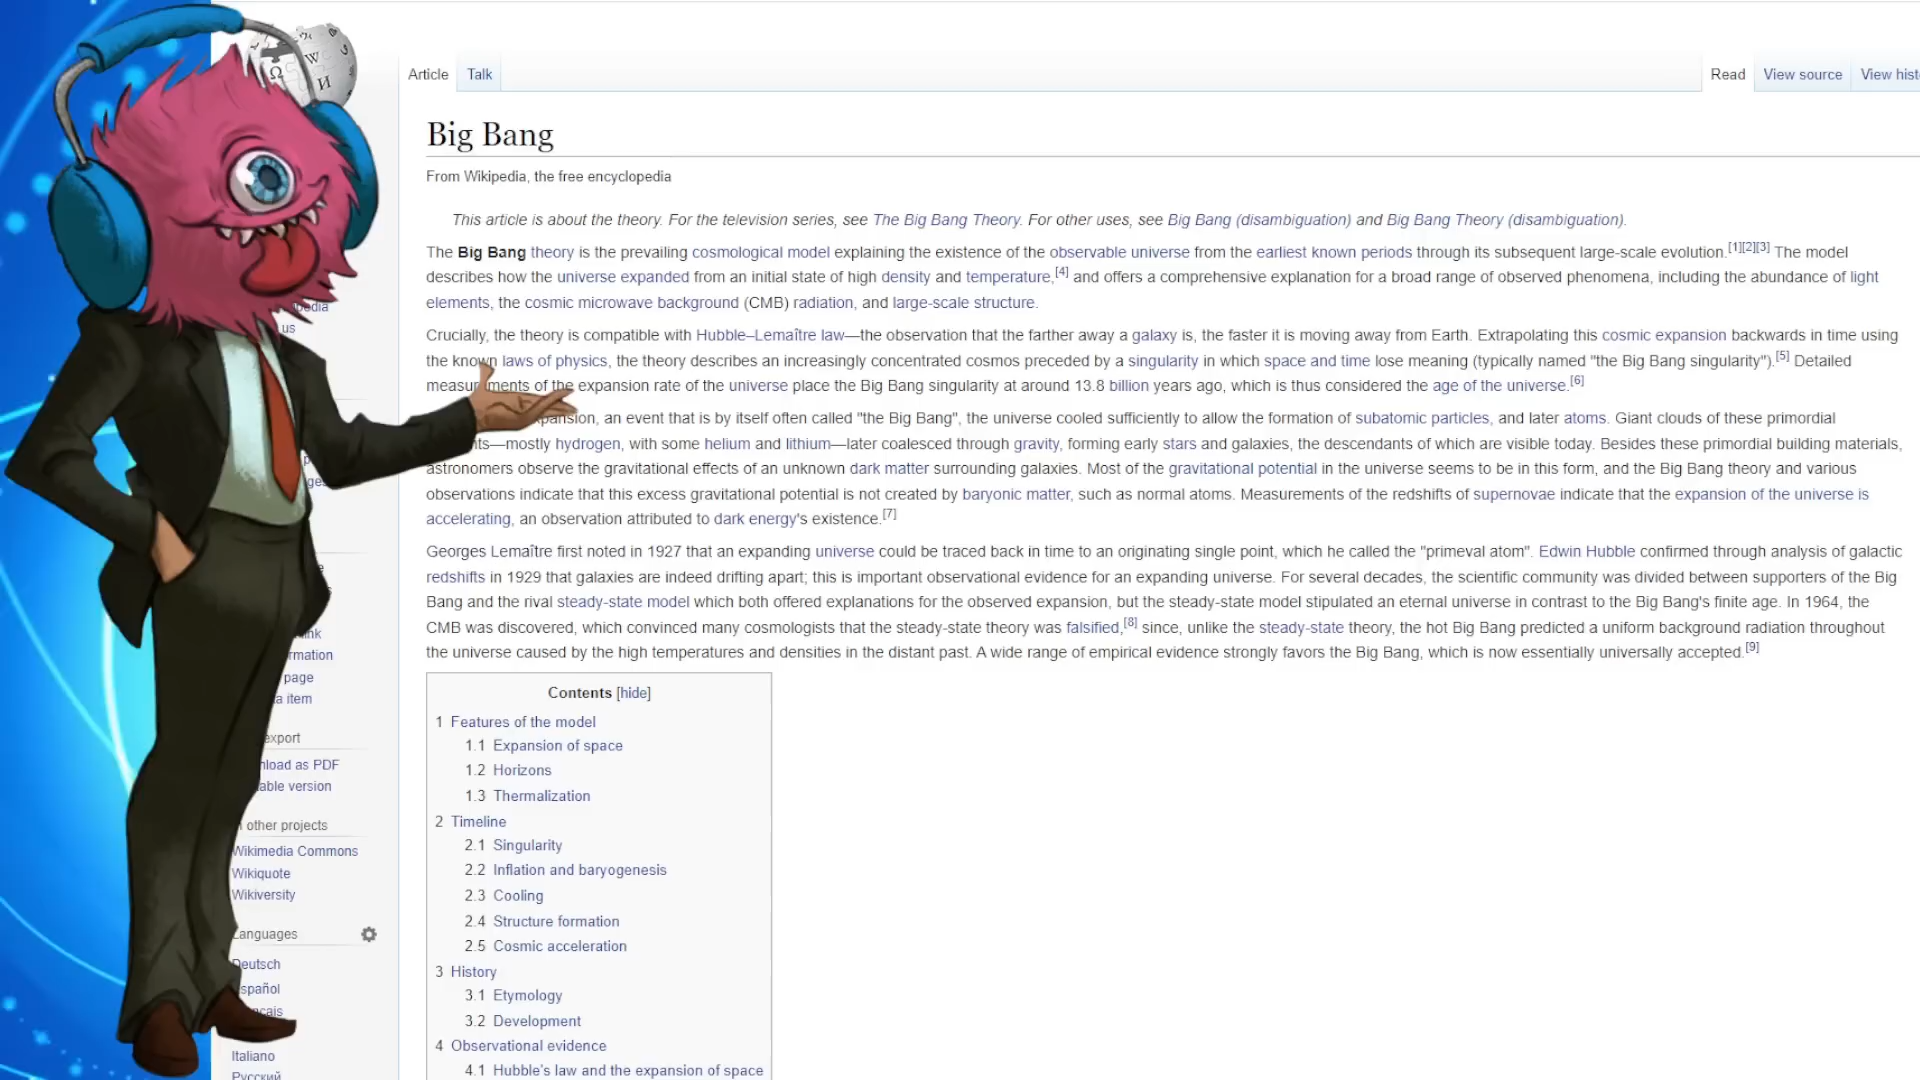 Article Talk Read View source View hist
Big Bang
From Wikipedia, the free encyclopedia
This article is about the theory. For the television series, see The Big Bang Theory. For other uses, see Big Bang (disambiguation) and Big Bang Theory (disambiguation).
The Big Bang theory is the prevailing cosmological model explaining the existence of the observable universe from the earliest known periods through its subsequent large-scale evolution.[1][2][3] The model
describes how the universe expanded from an initial state of high density and temperature,[4] and offers a comprehensive explanation for a broad range of observed phenomena, including the abundance of light
elements, the cosmic microwave background (CMB) radiation, and large-scale structure.
Crucially, the theory is compatible with Hubble–Lemaître law—the observation that the farther away a galaxy is, the faster it is moving away from Earth. Extrapolating this cosmic expansion backwards in time using
the known laws of physics, the theory describes an increasingly concentrated cosmos preceded by a singularity in which space and time lose meaning (typically named "the Big Bang singularity").[5] Detailed
measurements of the expansion rate of the universe place the Big Bang singularity at around 13.8 billion years ago, which is thus considered the age of the universe.[6]
pansion, an event that is by itself often called "the Big Bang", the universe cooled sufficiently to allow the formation of subatomic particles, and later atoms. Giant clouds of these primordial
nts—mostly hydrogen, with some helium and lithium—later coalesced through gravity, forming early stars and galaxies, the descendants of which are visible today. Besides these primordial building materials,
astronomers observe the gravitational effects of an unknown dark matter surrounding galaxies. Most of the gravitational potential in the universe seems to be in this form, and the Big Bang theory and various
observations indicate that this excess gravitational potential is not created by baryonic matter, such as normal atoms. Measurements of the redshifts of supernovae indicate that the expansion of the universe is
accelerating, an observation attributed to dark energy's existence.[7]
Georges Lemaître first noted in 1927 that an expanding universe could be traced back in time to an originating single point, which he called the "primeval atom". Edwin Hubble confirmed through analysis of galactic
redshifts in 1929 that galaxies are indeed drifting apart; this is important observational evidence for an expanding universe. For several decades, the scientific community was divided between supporters of the Big
Bang and the rival steady-state model which both offered explanations for the observed expansion, but the steady-state model stipulated an eternal universe in contrast to the Big Bang's finite age. In 1964, the
CMB was discovered, which convinced many cosmologists that the steady-state theory was falsified,[8] since, unlike the steady-state theory, the hot Big Bang predicted a uniform background radiation throughout
the universe caused by the high temperatures and densities in the distant past. A wide range of empirical evidence strongly favors the Big Bang, which is now essentially universally accepted.[9]
Contents [hide]
1 Features of the model
1.1 Expansion of space
1.2 Horizons
1.3 Thermalization
2 Timeline
2.1 Singularity
2.2 Inflation and baryogenesis
2.3 Cooling
2.4 Structure formation
2.5 Cosmic acceleration
3 History
3.1 Etymology
3.2 Development
4 Observational evidence
4.1 Hubble's law and the expansion of space
us
rmation
page
item
export
nload as PDF
able version
other projects
Wikimedia Commons
Wikiquote
Wikiversity
Languages
Deutsch
spañol
ncais
Italiano
Русский